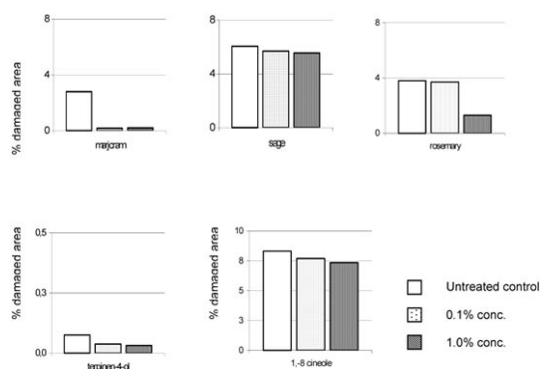 % damaged area
8
4
0
marjoram
8
6
4
0
sage
8
4
0
rosemary
% damaged area
0,5
0,3
0,0
terpinen-4-ol
% damaged area
10
8
5
3
0
1,-8 cineole
Untreated control
0.1% conc.
1.0% conc.